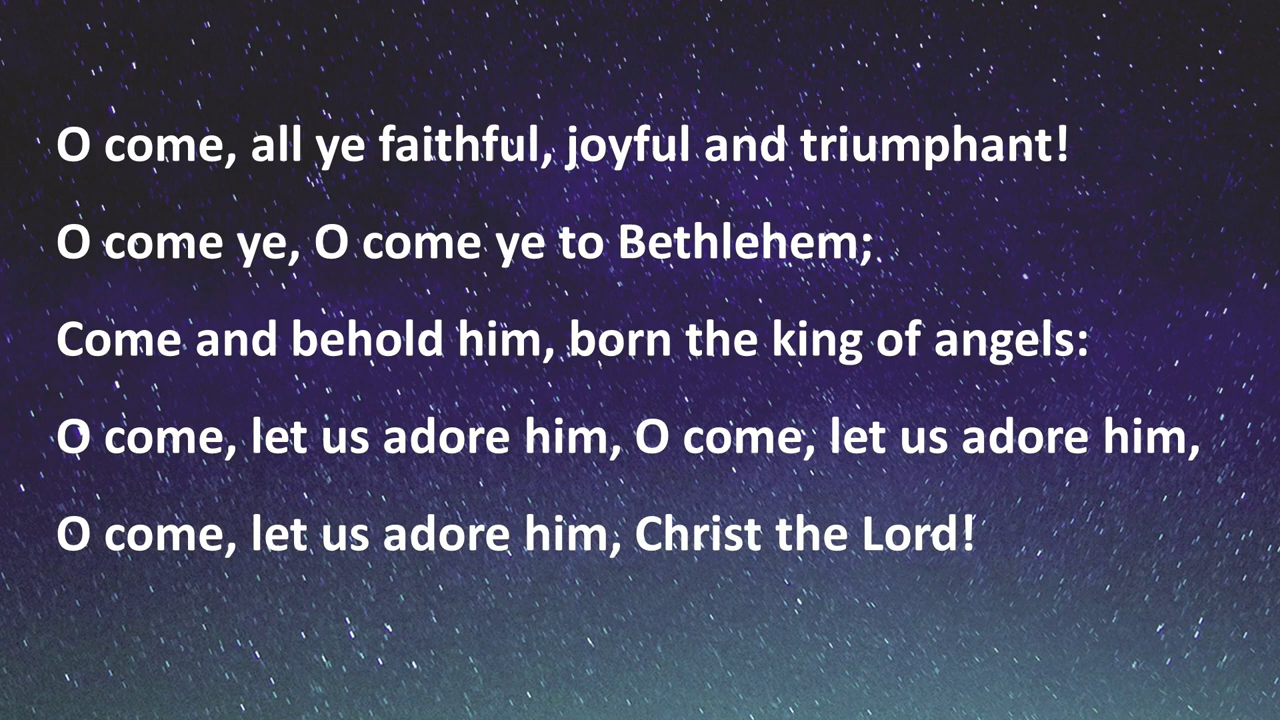 O come, all ye faithful, joyful and triumphant!
O come ye, O come ye to Bethlehem;
Come and behold him, born the king of angels:
O come, let us adore him, O come, let us adore him,
O come, let us adore him, Christ the Lord!